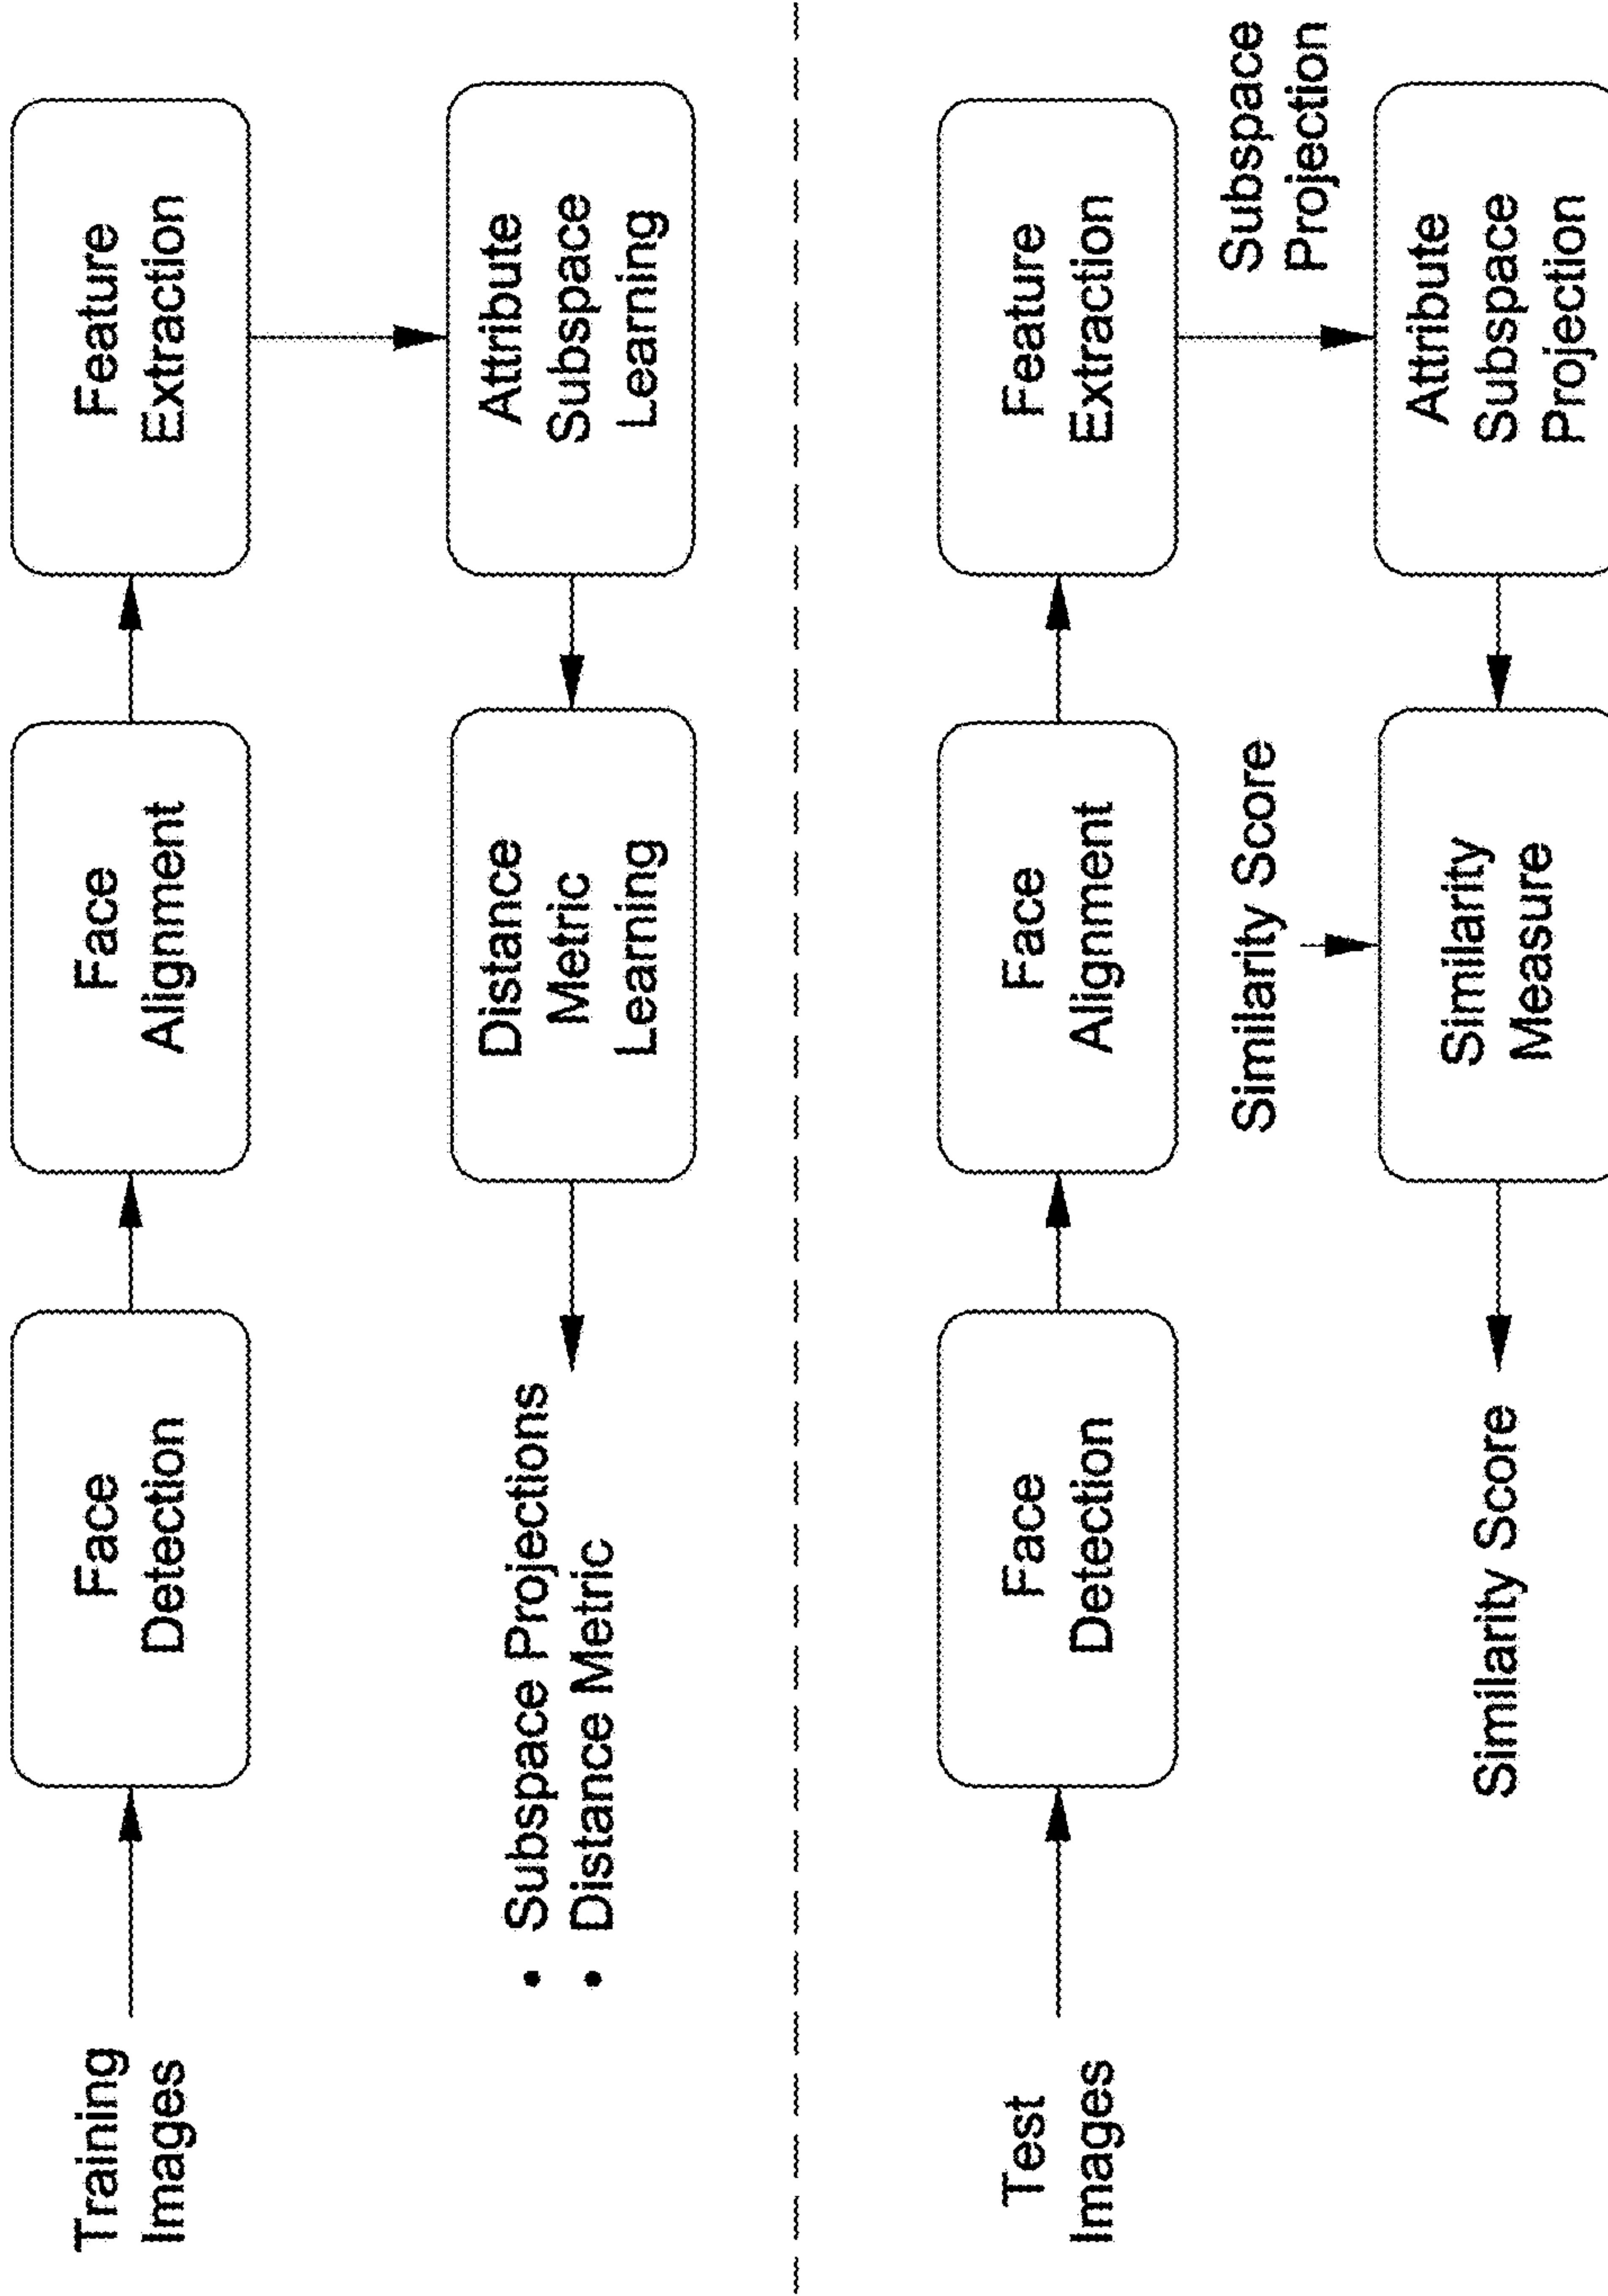 Training
Images
Face
Detection
Face
Alignment
Feature
Extraction
Attribute
Subspace
Learning
Distance
Metric
Learning
• Subspace Projections
• Distance Metric
Test
Images
Face
Detection
Face
Alignment
Feature
Extraction
Subspace
Projection
Attribute
Subspace
Projection
Similarity Score
Similarity
Measure
Similarity Score